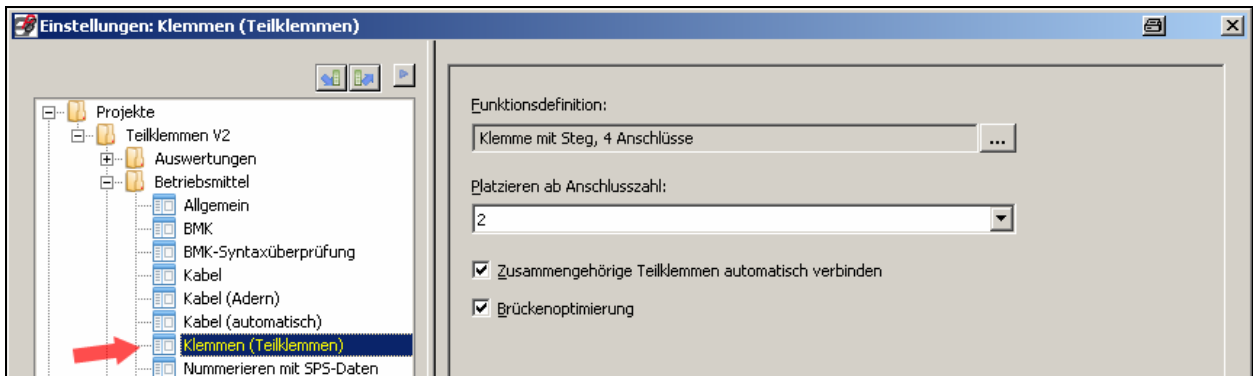 Einstellungen: Klemmen (Teilklemmen)
Projekte
Teilklemmen V2
Auswertungen
Betriebsmittel
Allgemein
BMK
BMK-Syntaxüberprüfung
Kabel
Kabel (Adern)
Kabel (automatisch)
Klemmen (Teilklemmen)
Nummerieren mit SPS-Daten
Funktionsdefinition:
Klemme mit Steg, 4 Anschlüsse
...
Platzieren ab Anschlusszahl:
2
Zusammengehörige Teilklemmen automatisch verbinden
Brückenoptimierung